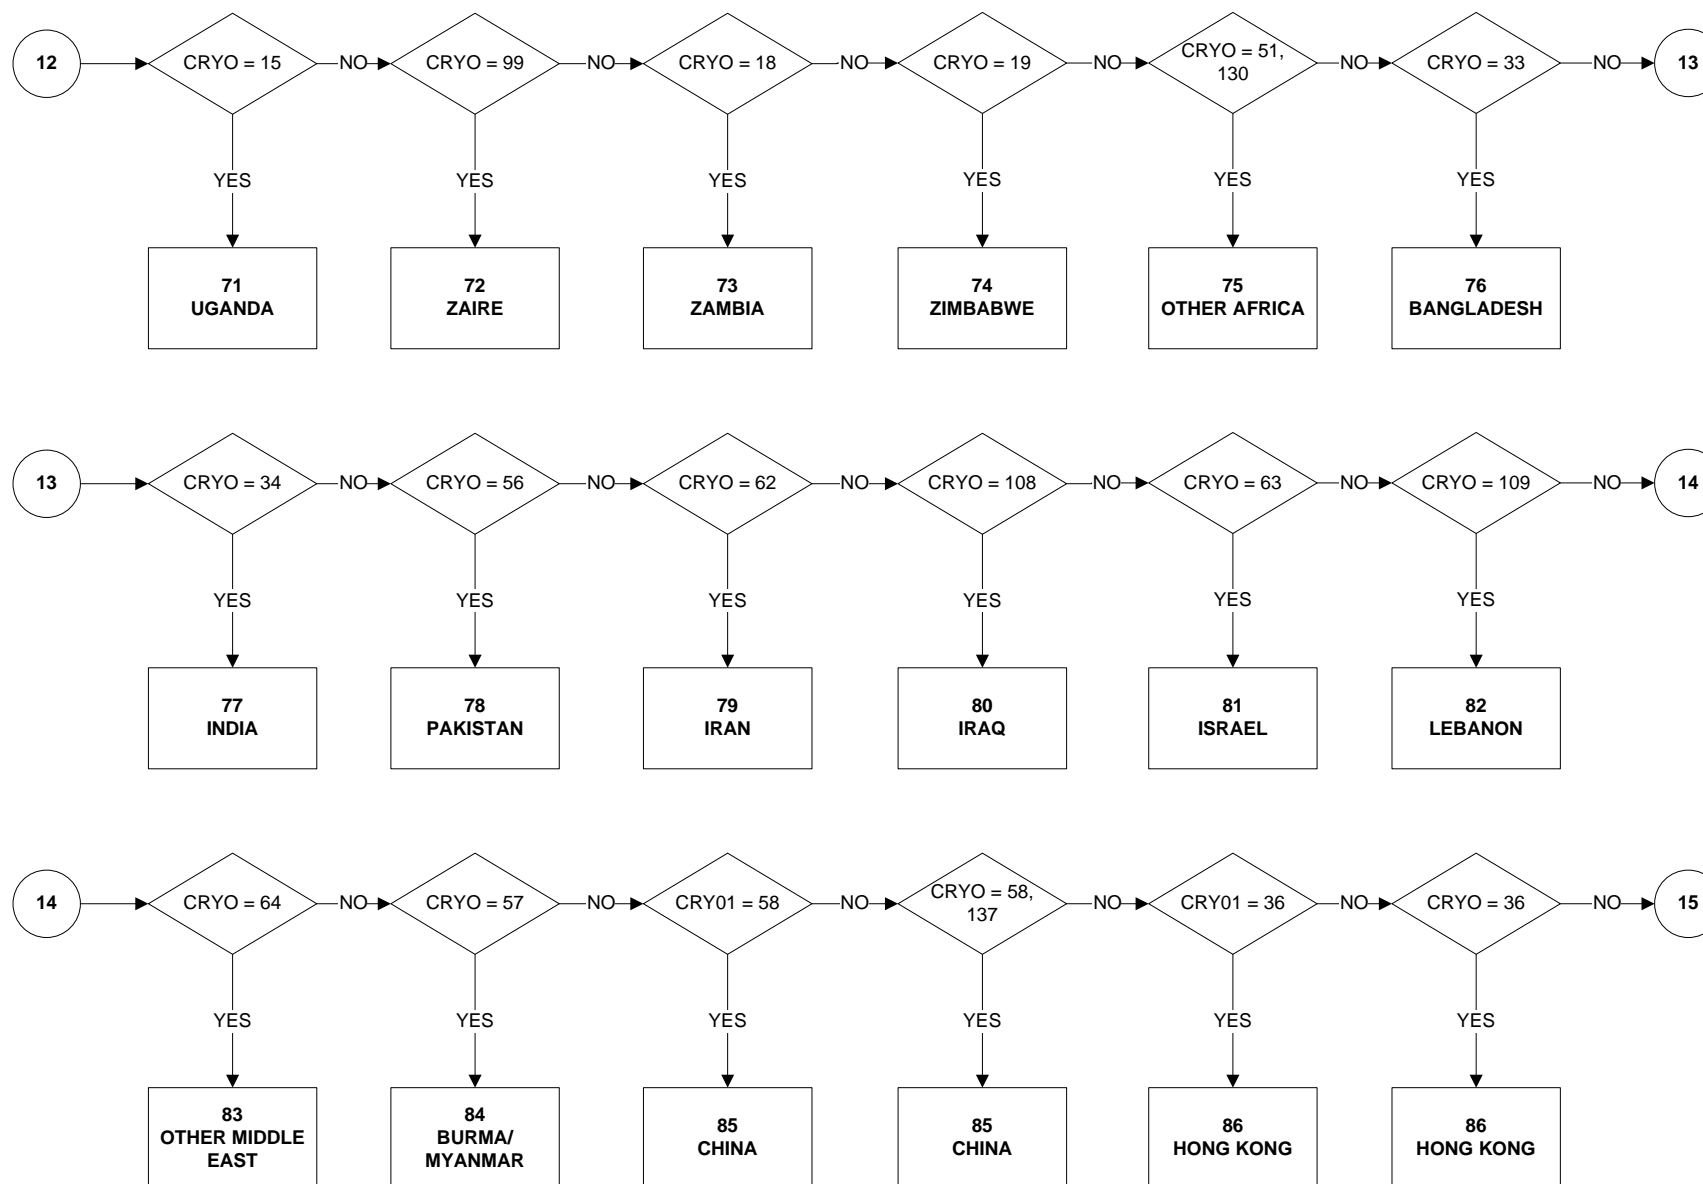 12
CRYO = 15
NO
CRYO = 99
NO
CRYO = 18
NO
CRYO = 19
NO
CRYO = 51,
130
NO
CRYO = 33
NO
13
YES
YES
YES
YES
YES
YES
71
UGANDA
72
ZAIRE
73
ZAMBIA
74
ZIMBABWE
75
OTHER AFRICA
76
BANGLADESH
13
CRYO = 34
NO
CRYO = 56
NO
CRYO = 62
NO
CRYO = 108
NO
CRYO = 63
NO
CRYO = 109
NO
14
YES
YES
YES
YES
YES
YES
77
INDIA
78
PAKISTAN
79
IRAN
80
IRAQ
81
ISRAEL
82
LEBANON
14
CRYO = 64
NO
CRYO = 57
NO
CRY01 = 58
NO
CRYO = 58,
137
NO
CRY01 = 36
NO
CRYO = 36
NO
15
YES
YES
YES
YES
YES
YES
83
OTHER MIDDLE
EAST
84
BURMA/
MYANMAR
85
CHINA
85
CHINA
86
HONG KONG
86
HONG KONG